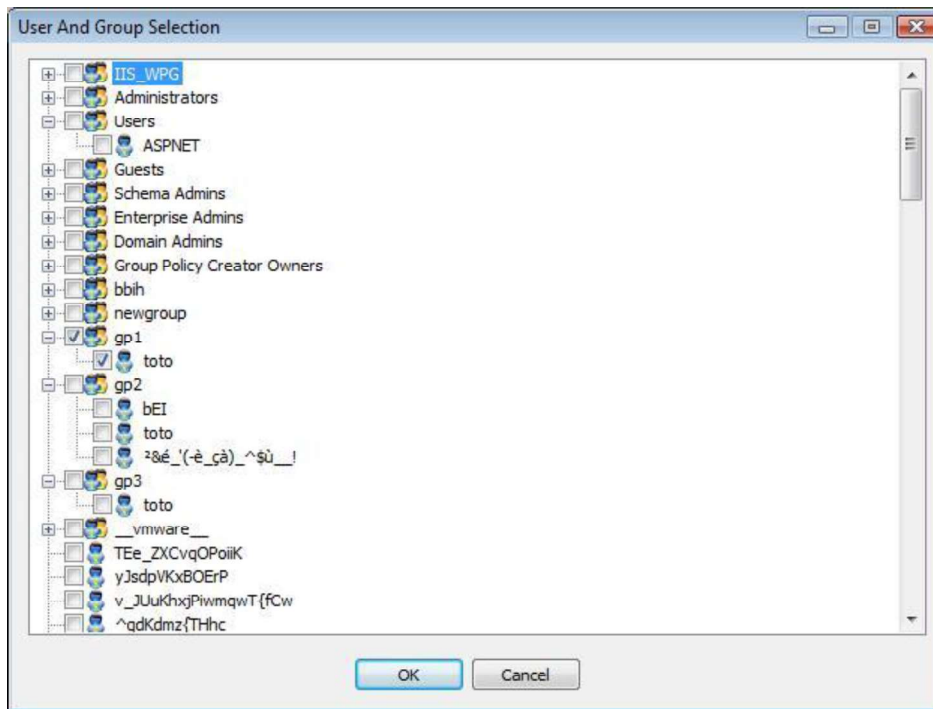 User And Group Selection
IIS_WPG
Administrators
Users
ASPNET
Guests
Schema Admins
Enterprise Admins
Domain Admins
Group Policy Creator Owners
bbih
newgroup
gp1
toto
gp2
bEI
toto
²&é_'(-è_çà)_^$ù__!
gp3
toto
__vmware__
TEe_ZXCvqOPoiiK
yJsdpVKxBOErP
v_JUuKhxjPiwmqwT{fCw
^qdKdmz{THhc
OK
Cancel